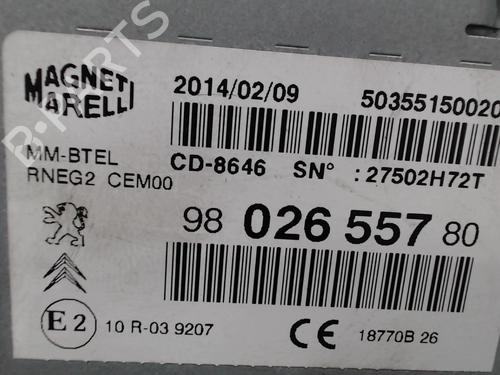 MAGNETI
MARELLI
2014/02/09 50355150020
MM-BTEL
RNEG2 CEM00
CD-8646 SN° :27502H72T
98 026 557 80
E2 10 R-03 9207
CE 18770B 26
B-PARTS